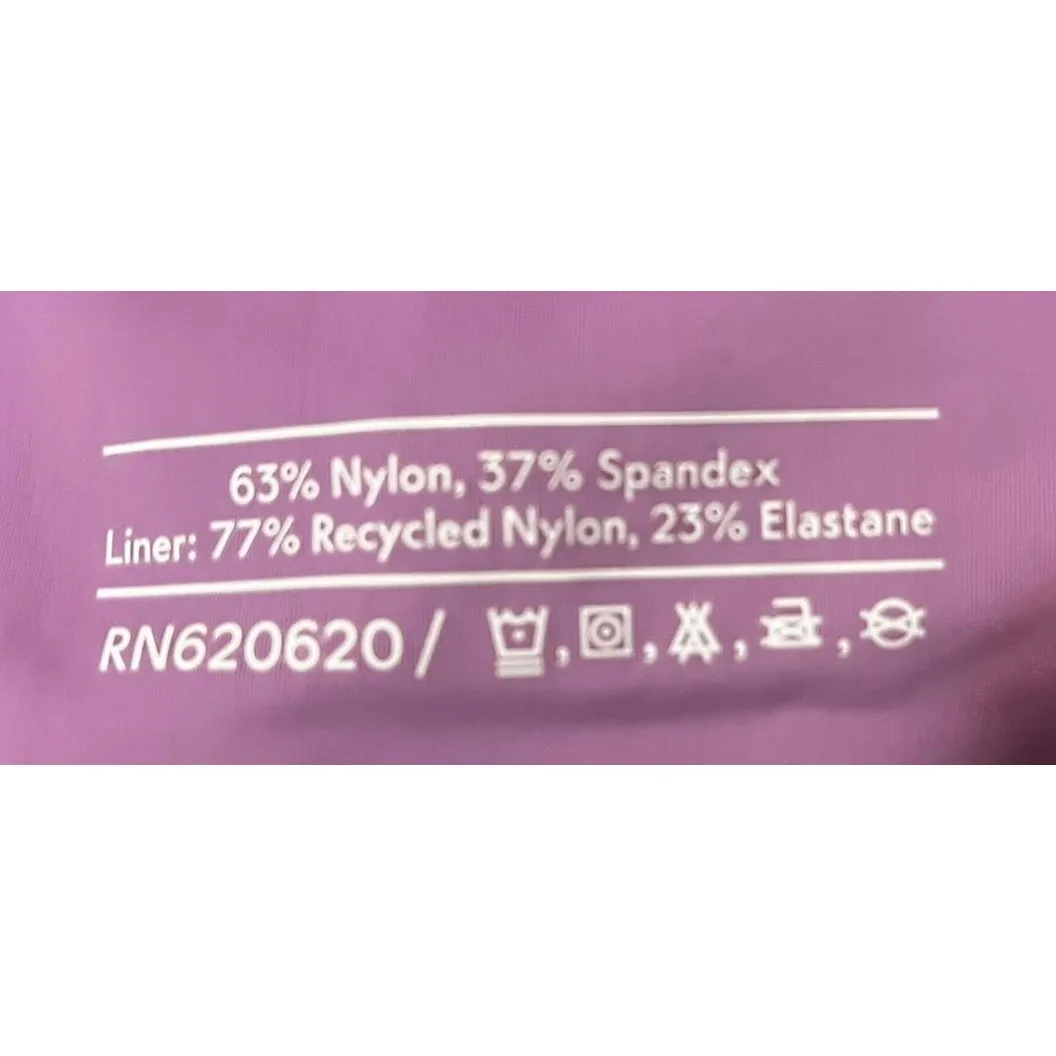 63% Nylon, 37% Spandex
Liner: 77% Recycled Nylon, 23% Elastane
RN620620 / , , , ,